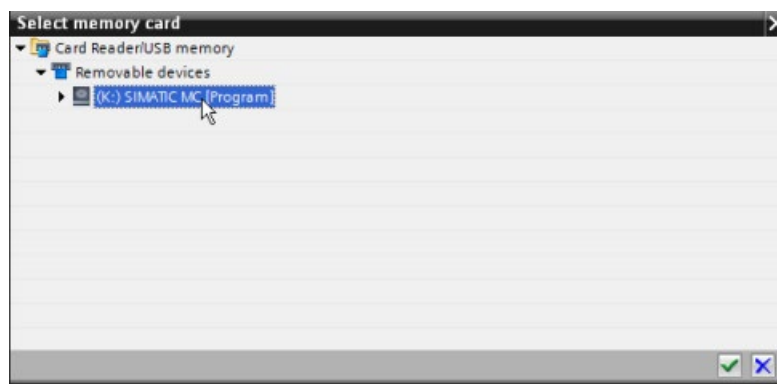 Select memory card
Card Reader/USB memory
Removable devices
(K:) SIMATIC MC [Program]